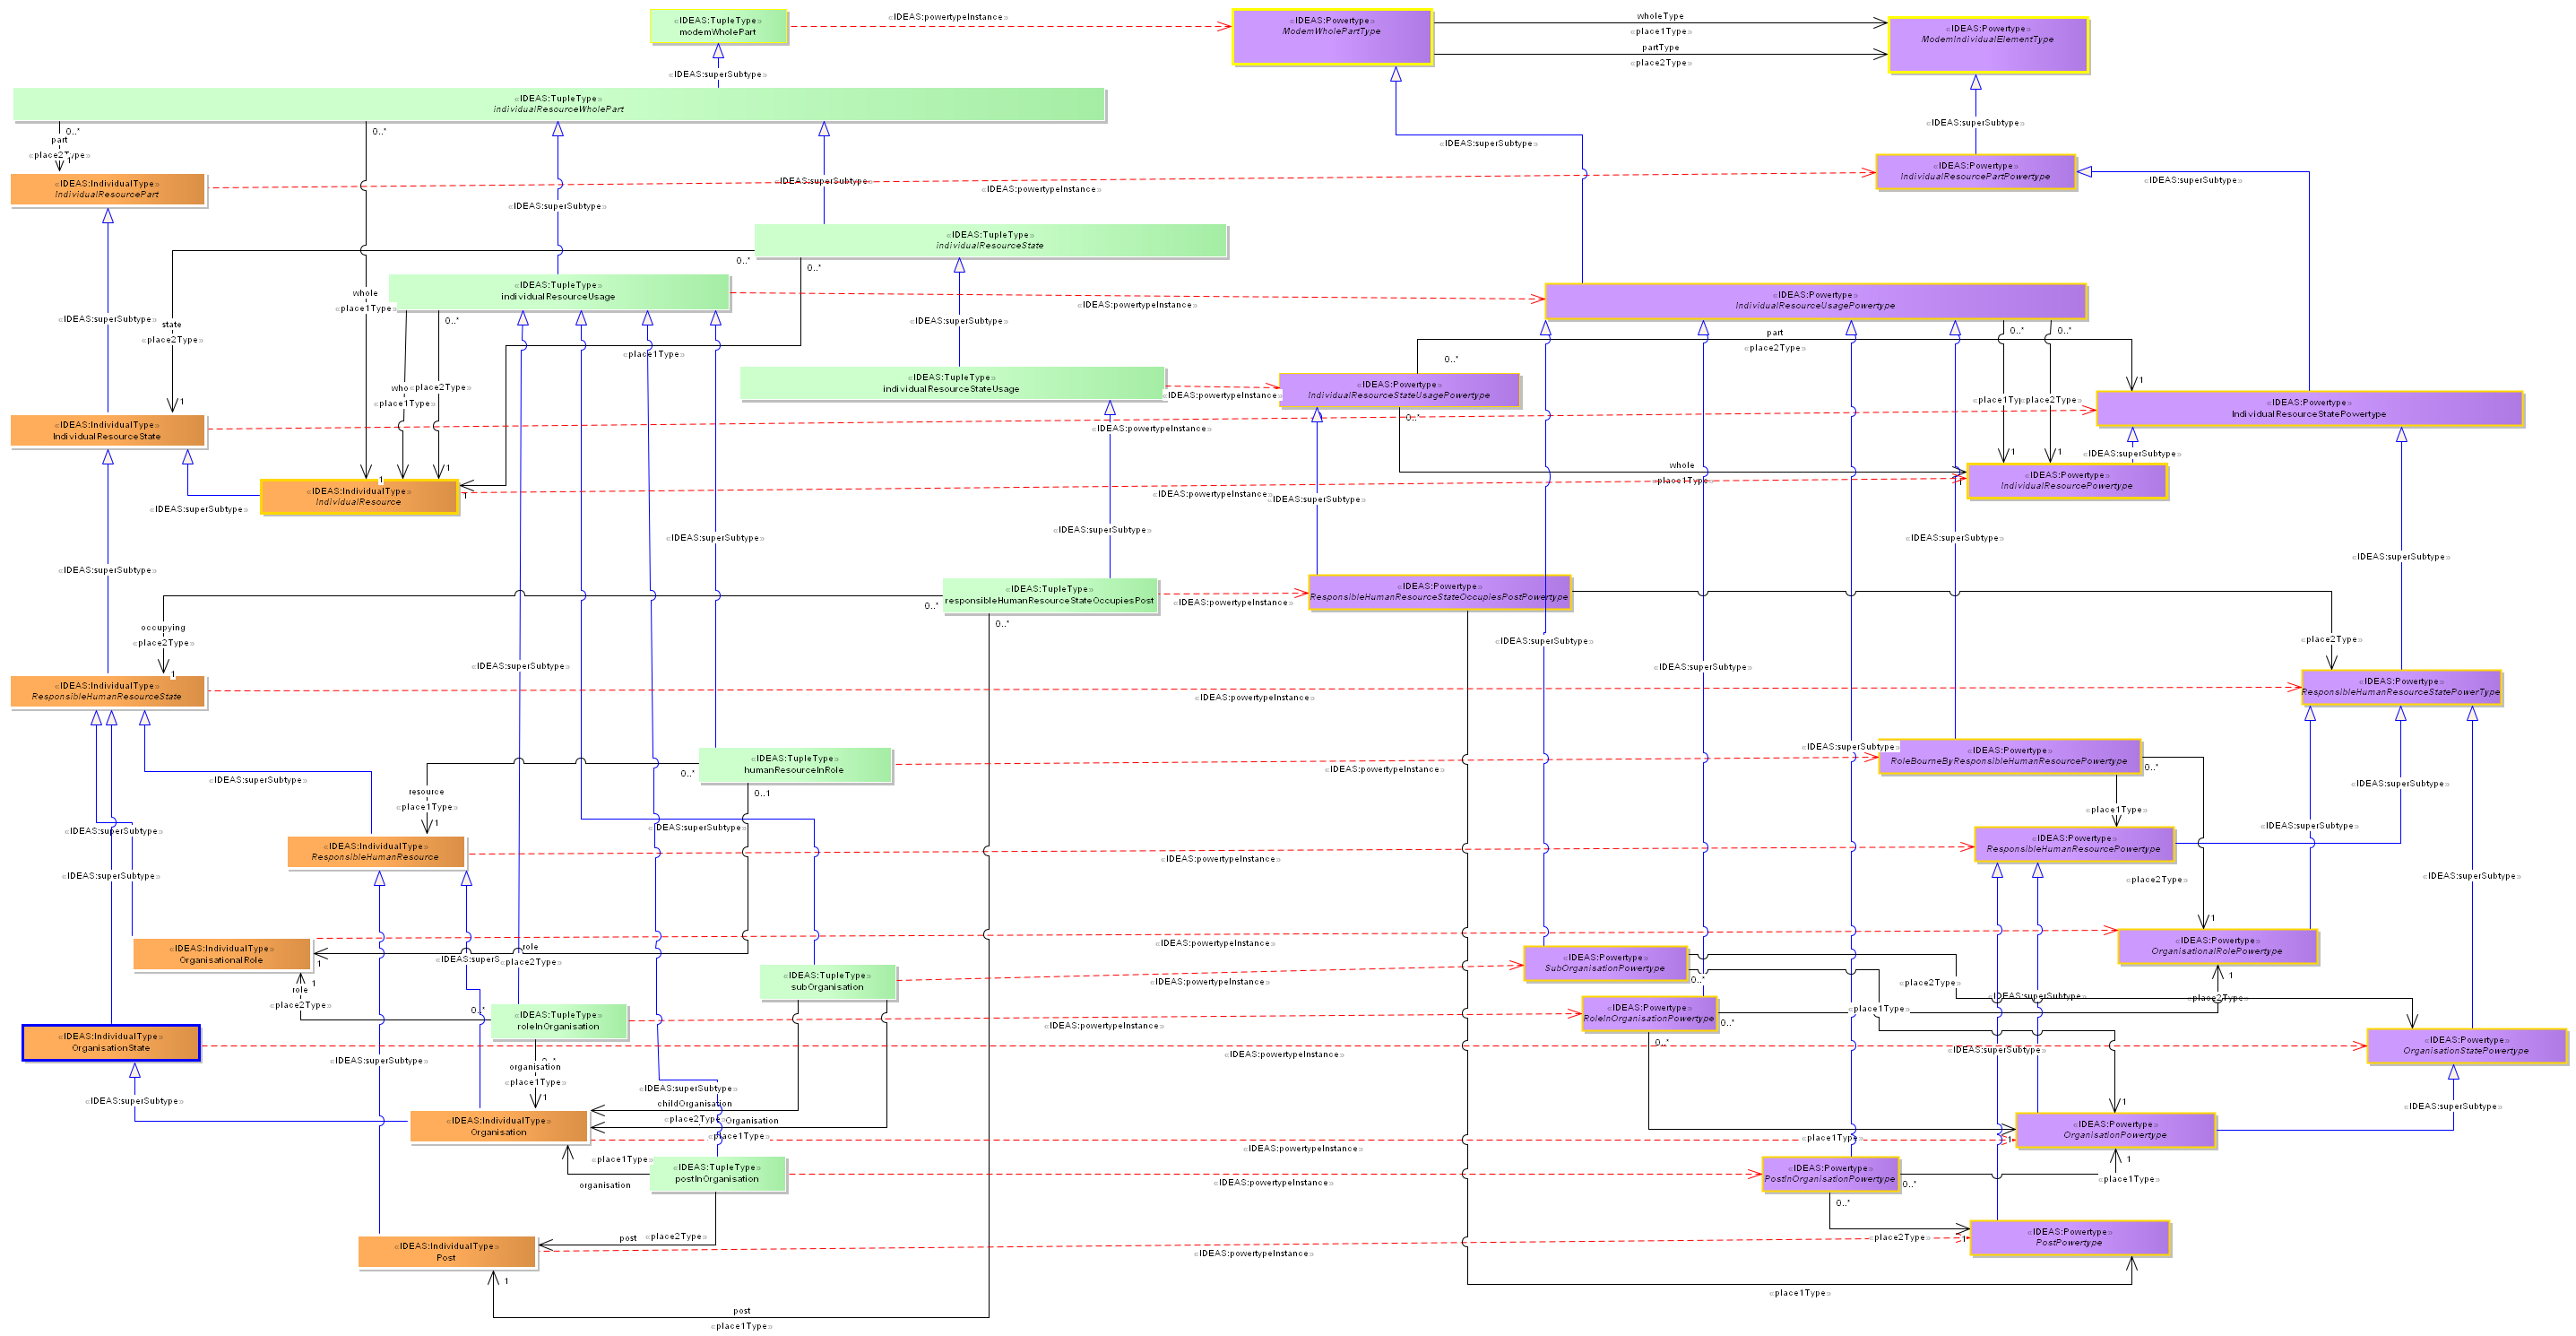 «IDEAS:TupleType»
modemWholePart
«IDEAS:powertypeInstance»
«IDEAS:Powertype»
ModemWholePartType
wholeType
«place1Type»
partType
«place2Type»
«IDEAS:Powertype»
ModemIndividualElementType
«IDEAS:superSubtype»
«IDEAS:TupleType»
individualResourceWholePart
0..*
part
«place2Type»
1
0..*
«IDEAS:superSubtype»
«IDEAS:superSubtype»
«IDEAS:Powertype»
IndividualResourcePartPowertype
«IDEAS:superSubtype»
«IDEAS:IndividualType»
IndividualResourcePart
«IDEAS:superSubtype»
«IDEAS:powertypeInstance»
«IDEAS:superSubtype»
«IDEAS:TupleType»
individualResourceState
0..*
0..*
«IDEAS:TupleType»
individualResourceUsage
«IDEAS:powertypeInstance»
«IDEAS:Powertype»
IndividualResourceUsagePowertype
whole
«place1Type»
0..*
«IDEAS:superSubtype»
state
«place2Type»
«IDEAS:superSubtype»
0..*
0..*
part
«place2Type»
«place1Type»
0..*
«IDEAS:TupleType»
individualResourceStateUsage
«IDEAS:powertypeInstance»
«IDEAS:Powertype»
IndividualResourceStateUsagePowertype
1
who
«place2Type»
«place1Type»
1
«place1Typ
place2Type»
«IDEAS:Powertype»
IndividualResourceStatePowertype
0..*
«IDEAS:IndividualType»
IndividualResourceState
«IDEAS:powertypeInstance»
1
1
1
«IDEAS:superSubtype»
whole
«place1Type»
1
«IDEAS:IndividualType»
IndividualResource
1
1
«IDEAS:superSubtype»
«IDEAS:powertypeInstance»
«IDEAS:superSubtype»
«IDEAS:Powertype»
IndividualResourcePowertype
«IDEAS:superSubtype»
«IDEAS:superSubtype»
«IDEAS:superSubtype»
«IDEAS:superSubtype»
«IDEAS:superSubtype»
«IDEAS:TupleType»
responsibleHumanResourceStateOccupiesPost
0..*
0..*
«IDEAS:powertypeInstance»
«IDEAS:Powertype»
ResponsibleHumanResourceStateOccupiesPostPowertype
occupying
«place2Type»
1
«IDEAS:superSubtype»
«place2Type»
«IDEAS:superSubtype»
«IDEAS:superSubtype»
«IDEAS:IndividualType»
ResponsibleHumanResourceState
«IDEAS:powertypeInstance»
«IDEAS:Powertype»
ResponsibleHumanResourceStatePowerType
«IDEAS:superSubtype»
«IDEAS:TupleType»
humanResourceInRole
0..*
0..1
«IDEAS:powertypeInstance»
«IDEAS:superSubtype»
«IDEAS:Powertype»
RoleBourneByResponsibleHumanResourcePowertype
0..*
resource
«place1Type»
1
«IDEAS:superSubtype»
«IDEAS:superSubtype»
«place1Type»
«IDEAS:superSubtype»
«IDEAS:superSubtype»
«IDEAS:IndividualType»
ResponsibleHumanResource
«IDEAS:powertypeInstance»
«IDEAS:Powertype»
ResponsibleHumanResourcePowertype
«IDEAS:superSubtype»
«place2Type»
«IDEAS:superSubtype»
1
«IDEAS:IndividualType»
OrganisationalRole
1
1
role
«IDEAS:superS
«place2Type»
«IDEAS:powertypeInstance»
«IDEAS:Powertype»
OrganisationalRolePowertype
1
«IDEAS:TupleType»
subOrganisation
«IDEAS:powertypeInstance»
«IDEAS:Powertype»
SubOrganisationPowertype
0..*
«place2Type»
role
«place2Type»
0..*
«IDEAS:superSubtype»
«place2Type»
«place1Type»
«IDEAS:TupleType»
roleInOrganisation
0..*
«IDEAS:powertypeInstance»
«IDEAS:Powertype»
RoleInOrganisationPowertype
0..*
0..*
«IDEAS:IndividualType»
OrganisationState
«IDEAS:powertypeInstance»
«IDEAS:superSubtype»
«IDEAS:Powertype»
OrganisationStatePowertype
«IDEAS:superSubtype»
organisation
«place1Type»
1
«IDEAS:superSubtype»
«IDEAS:superSubtype»
childOrganisation
«place2Type»
Organisation
«place1Type»
1
«IDEAS:superSubtype»
«IDEAS:IndividualType»
Organisation
«IDEAS:powertypeInstance»
«place1Type»
1
«IDEAS:Powertype»
OrganisationPowertype
1
«place1Type»
organisation
«IDEAS:TupleType»
postInOrganisation
«IDEAS:powertypeInstance»
«IDEAS:Powertype»
PostInOrganisationPowertype
0..*
0..*
«place1Type»
post
«place2Type»
«IDEAS:IndividualType»
Post
1
«IDEAS:powertypeInstance»
«place2Type»
1
«IDEAS:Powertype»
PostPowertype
«place1Type»
post
«place1Type»